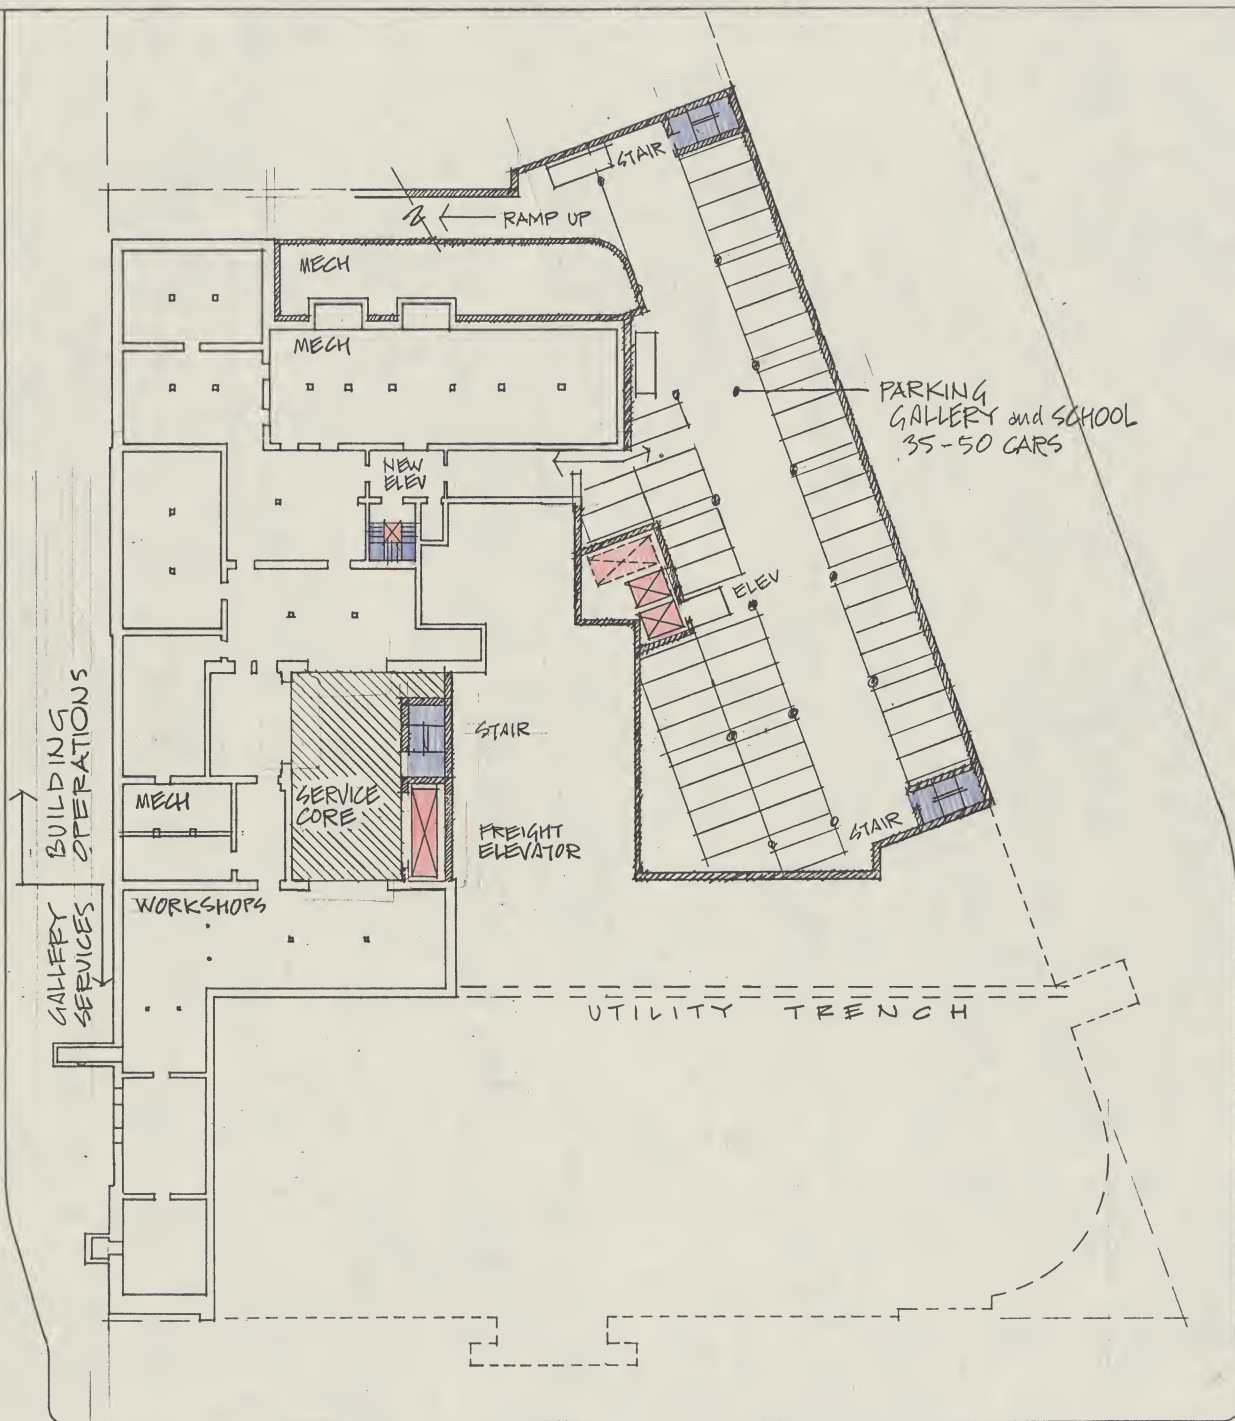 STAIR
RAMP UP
MECH
MECH
PARKING
GALLERY and SCHOOL
35-50 CARS
NEW
ELEV
ELEV
BUILDING
OPERATIONS
STAIR
MECH
SERVICE
CORE
FREIGHT
ELEVATOR
STAIR
WORKSHOPS
GALLERY
SERVICES
UTILITY TRENCH